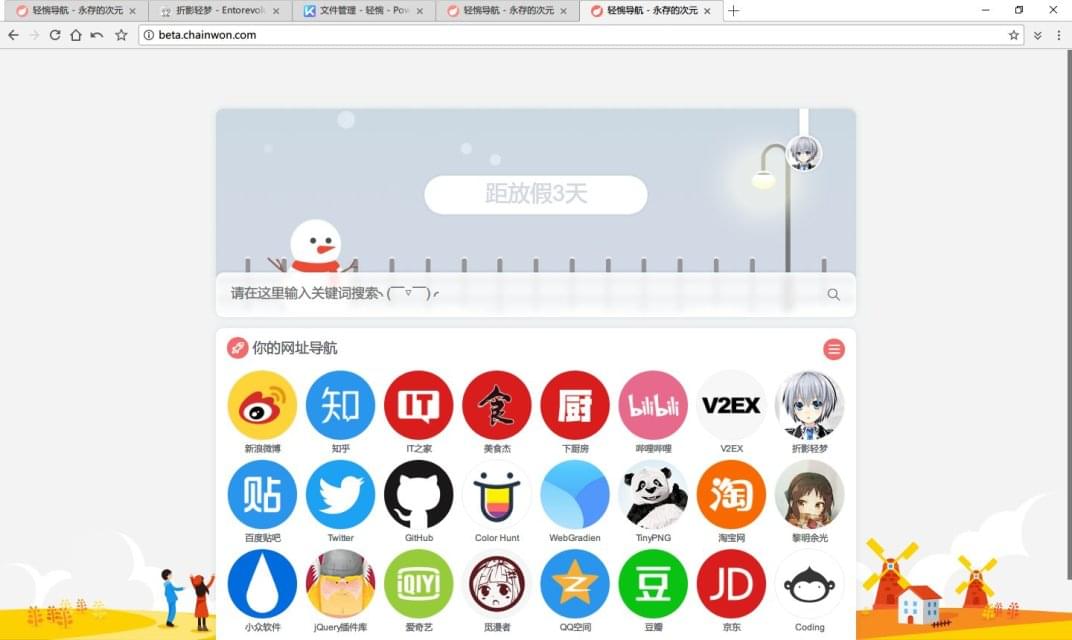 轻惋导航 - 永存的次元
折影轻梦 - Entorevolu
文件管理 - 轻惋 - Pow
轻惋导航 - 永存的次元
轻惋导航 - 永存的次元
beta.chainwon.com
距放假3天
请在这里输入关键词搜索╮(￣▽￣)╭
你的网址导航
知
IT
食
厨
bilibili
V2EX
新浪微博
知乎
IT之家
美食杰
下厨房
哔哩哔哩
V2EX
折影轻梦
贴
淘
百度贴吧
Twitter
GitHub
Color Hunt
WebGradien
TinyPNG
淘宝网
黎明余光
iQIYI
豆
JD
小众软件
jQuery插件库
爱奇艺
觅漫者
QQ空间
豆瓣
京东
Coding